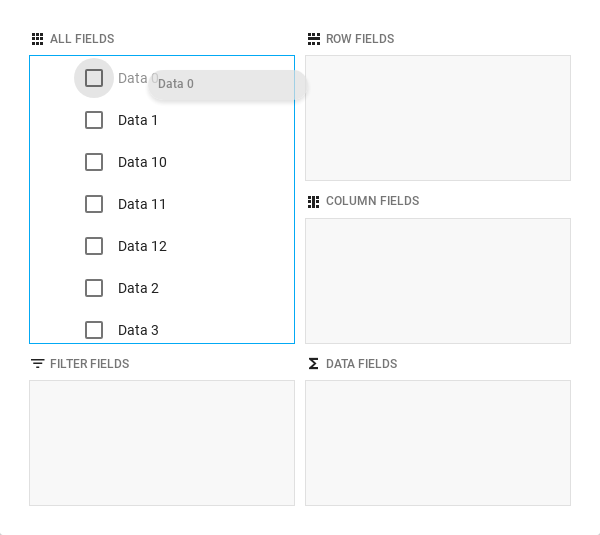 ALL FIELDS
Data 0
Data 0
Data 1
Data 10
Data 11
Data 12
Data 2
Data 3
ROW FIELDS
COLUMN FIELDS
FILTER FIELDS
DATA FIELDS